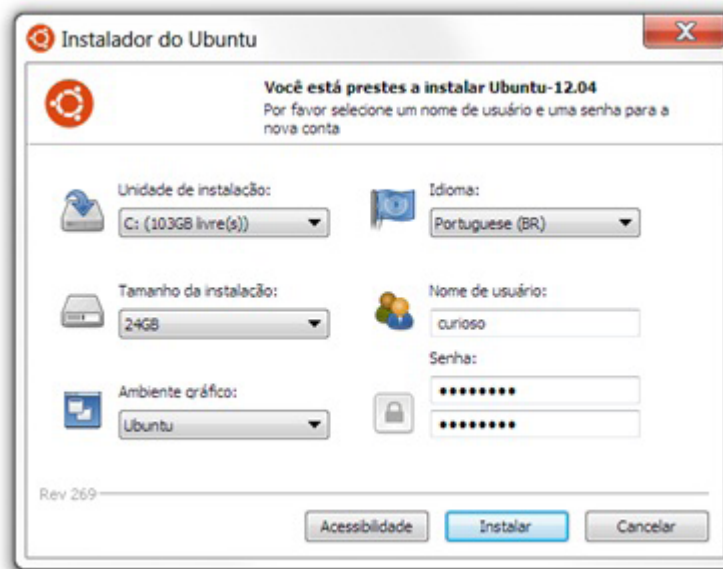 Instalador do Ubuntu
Você está prestes a instalar Ubuntu-12.04
Por favor selecione um nome de usuário e uma senha para a
nova conta
Unidade de instalação:
C: (103GB livre(s))
Idioma:
Portuguese (BR)
Tamanho da instalação:
24GB
Nome de usuário:
curioso
Senha:
●●●●●●●●
●●●●●●●●
Ambiente gráfico:
Ubuntu
Rev 269
Acessibilidade
Instalar
Cancelar